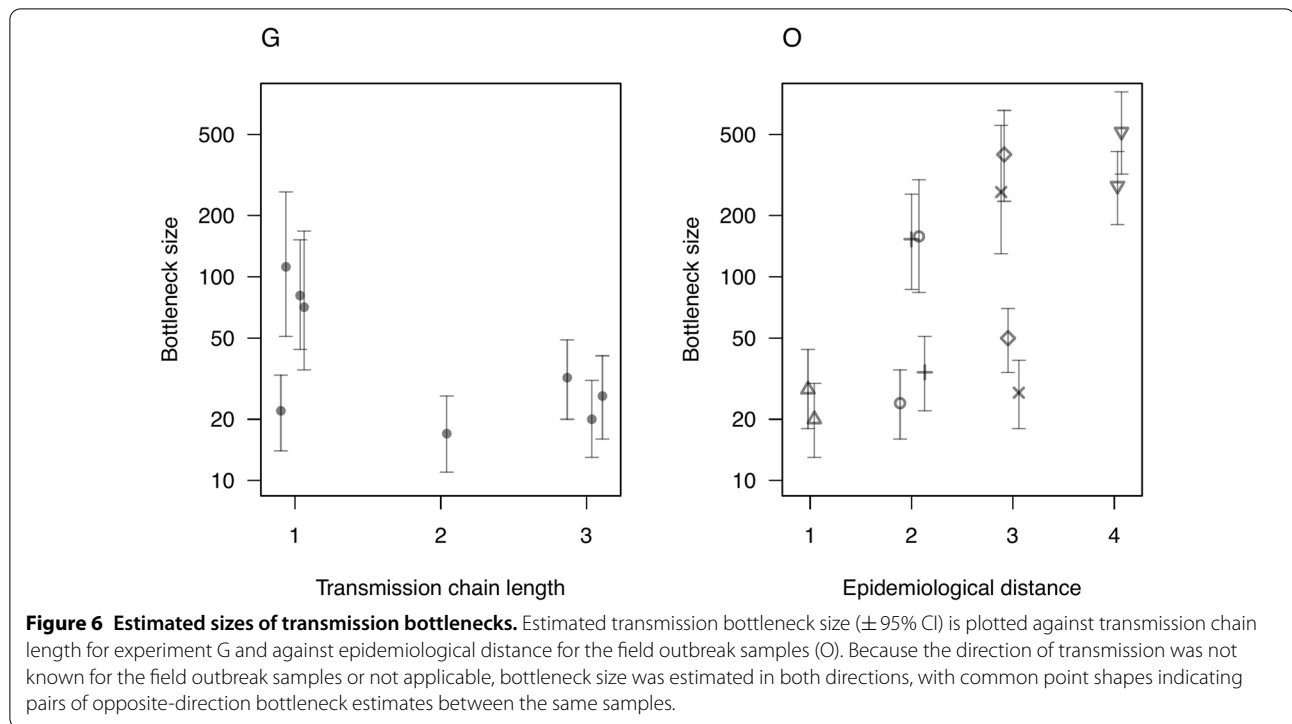 G
O
500
200
100
50
20
10
Bottleneck size
1
2
3
Transmission chain length
500
200
100
50
20
10
Bottleneck size
1
2
3
4
Epidemiological distance
Figure 6 Estimated sizes of transmission bottlenecks. Estimated transmission bottleneck size (± 95% CI) is plotted against transmission chain
length for experiment G and against epidemiological distance for the field outbreak samples (O). Because the direction of transmission was not
known for the field outbreak samples or not applicable, bottleneck size was estimated in both directions, with common point shapes indicating
pairs of opposite-direction bottleneck estimates between the same samples.